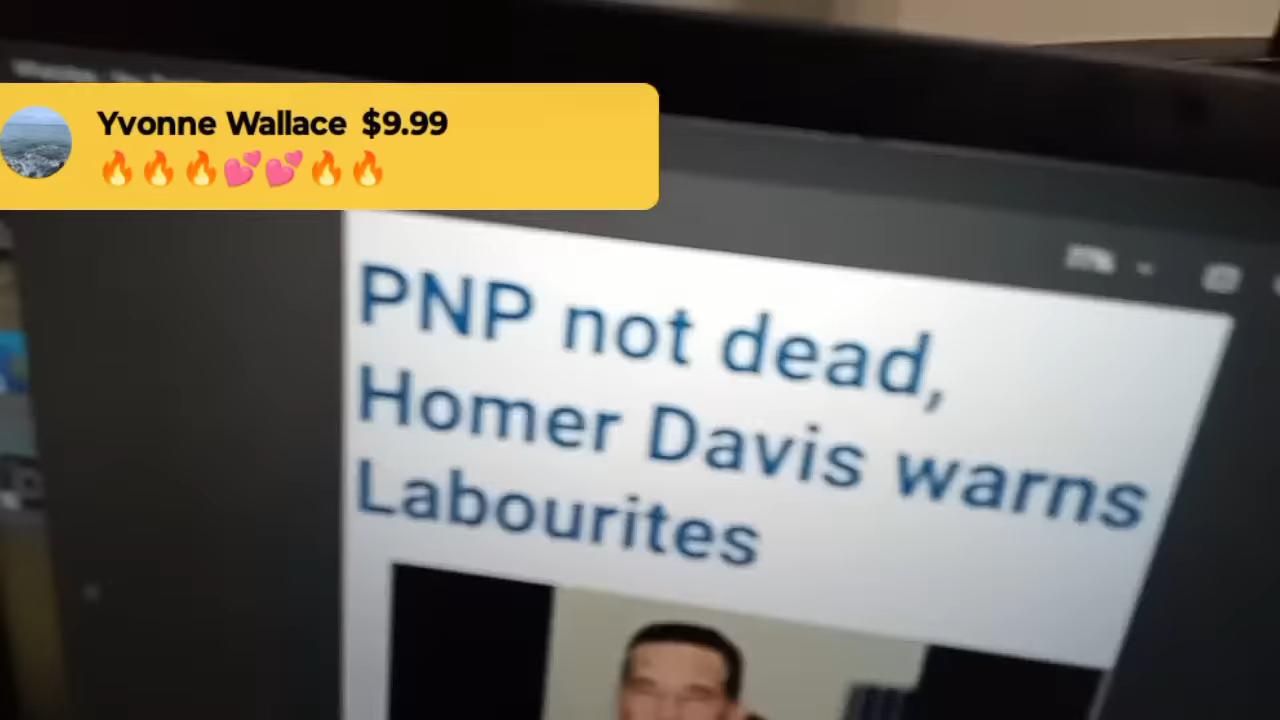 Yvonne Wallace $9.99
🔥🔥🔥💕💕🔥🔥
PNP not dead,
Homer Davis warns
Labourites